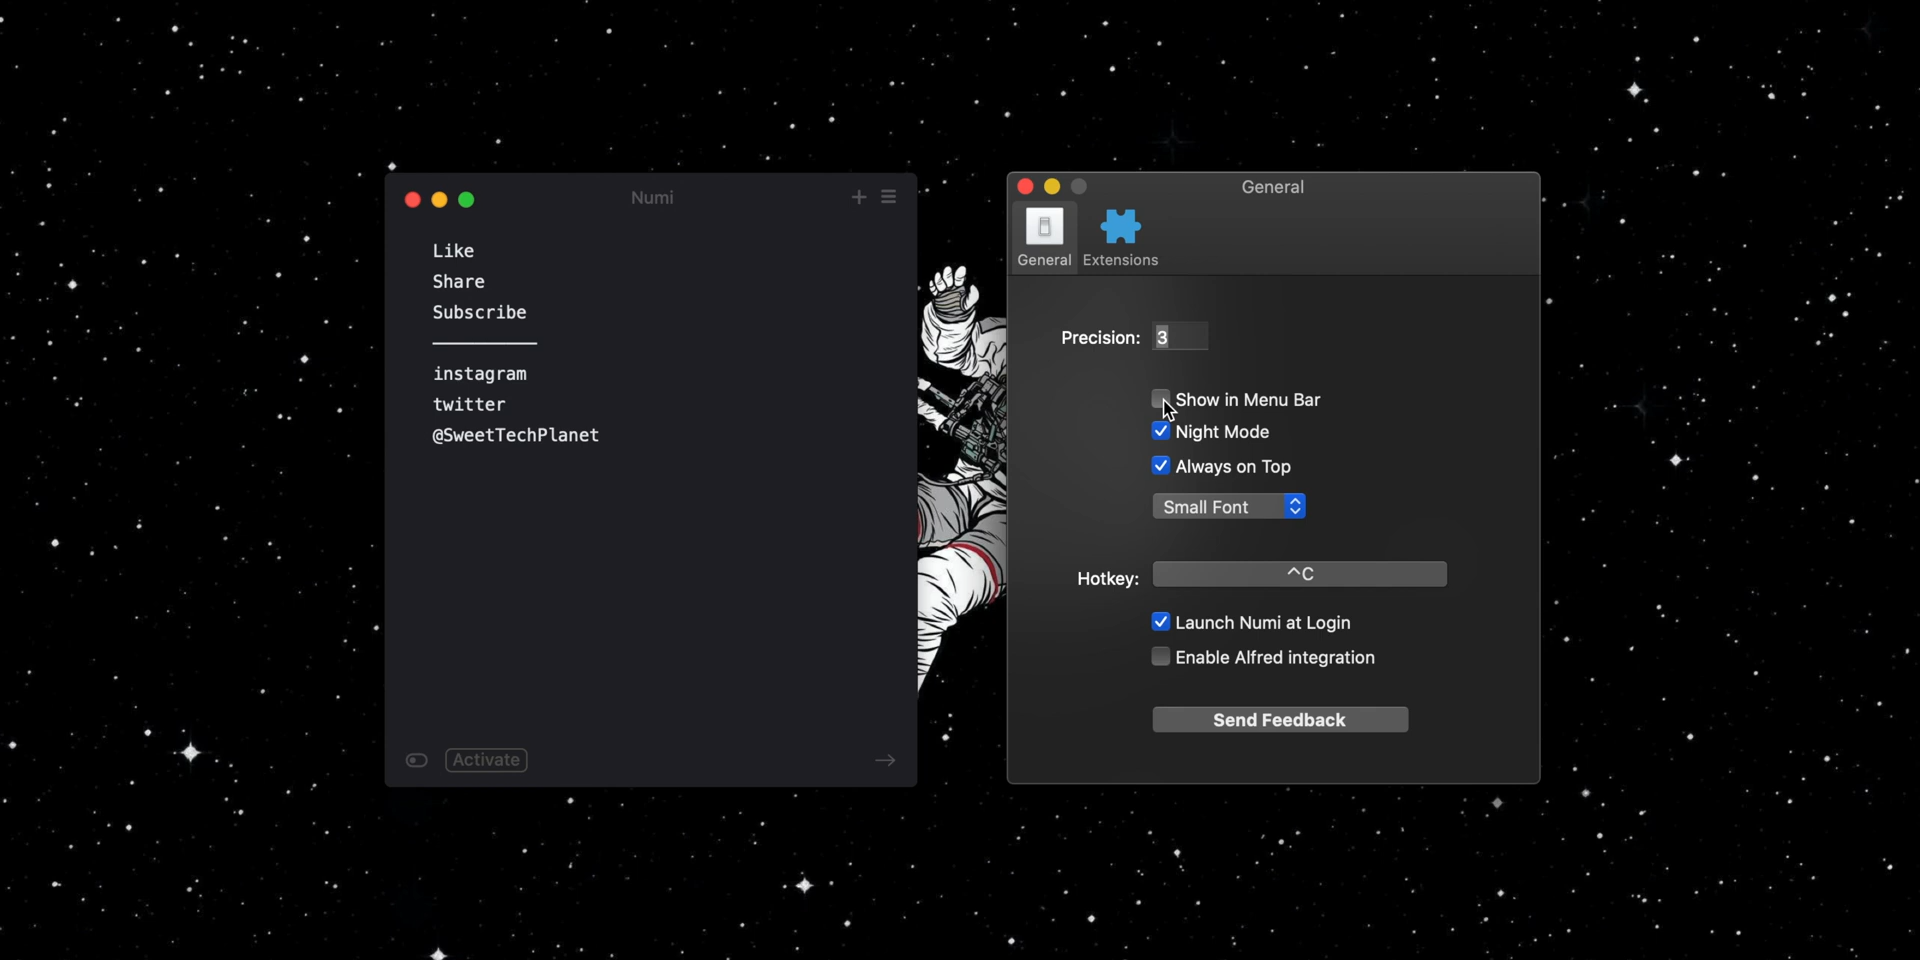 Numi
Like
Share
Subscribe
instagram
twitter
@SweetTechPlanet
Activate
General
General
Extensions
Precision: 3
Show in Menu Bar
Night Mode
Always on Top
Small Font
Hotkey: ^C
Launch Numi at Login
Enable Alfred integration
Send Feedback